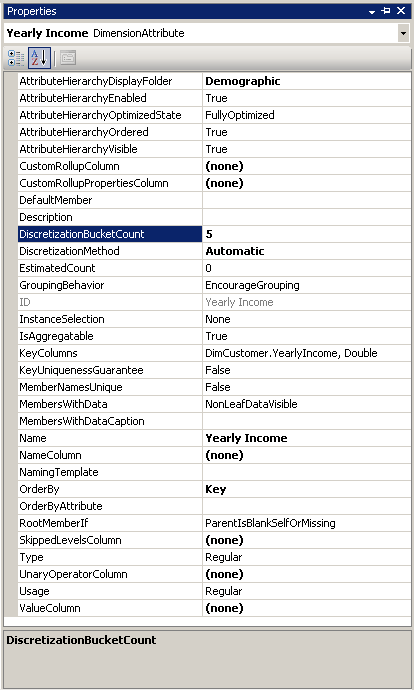 Properties
Yearly Income DimensionAttribute
AttributeHierarchyDisplayFolder Demographic
AttributeHierarchyEnabled True
AttributeHierarchyOptimizedState FullyOptimized
AttributeHierarchyOrdered True
AttributeHierarchyVisible True
CustomRollupColumn (none)
CustomRollupPropertiesColumn (none)
DefaultMember
Description
DiscretizationBucketCount 5
DiscretizationMethod Automatic
EstimatedCount 0
GroupingBehavior EncourageGrouping
ID Yearly Income
InstanceSelection None
IsAggregatable True
KeyColumns DimCustomer.YearlyIncome, Double
KeyUniquenessGuarantee False
MemberNamesUnique False
MembersWithData NonLeafDataVisible
MembersWithDataCaption
Name Yearly Income
NameColumn (none)
NamingTemplate
OrderBy Key
OrderByAttribute
RootMemberIf ParentIsBlankSelfOrMissing
SkippedLevelsColumn (none)
Type Regular
UnaryOperatorColumn (none)
Usage Regular
ValueColumn (none)
DiscretizationBucketCount